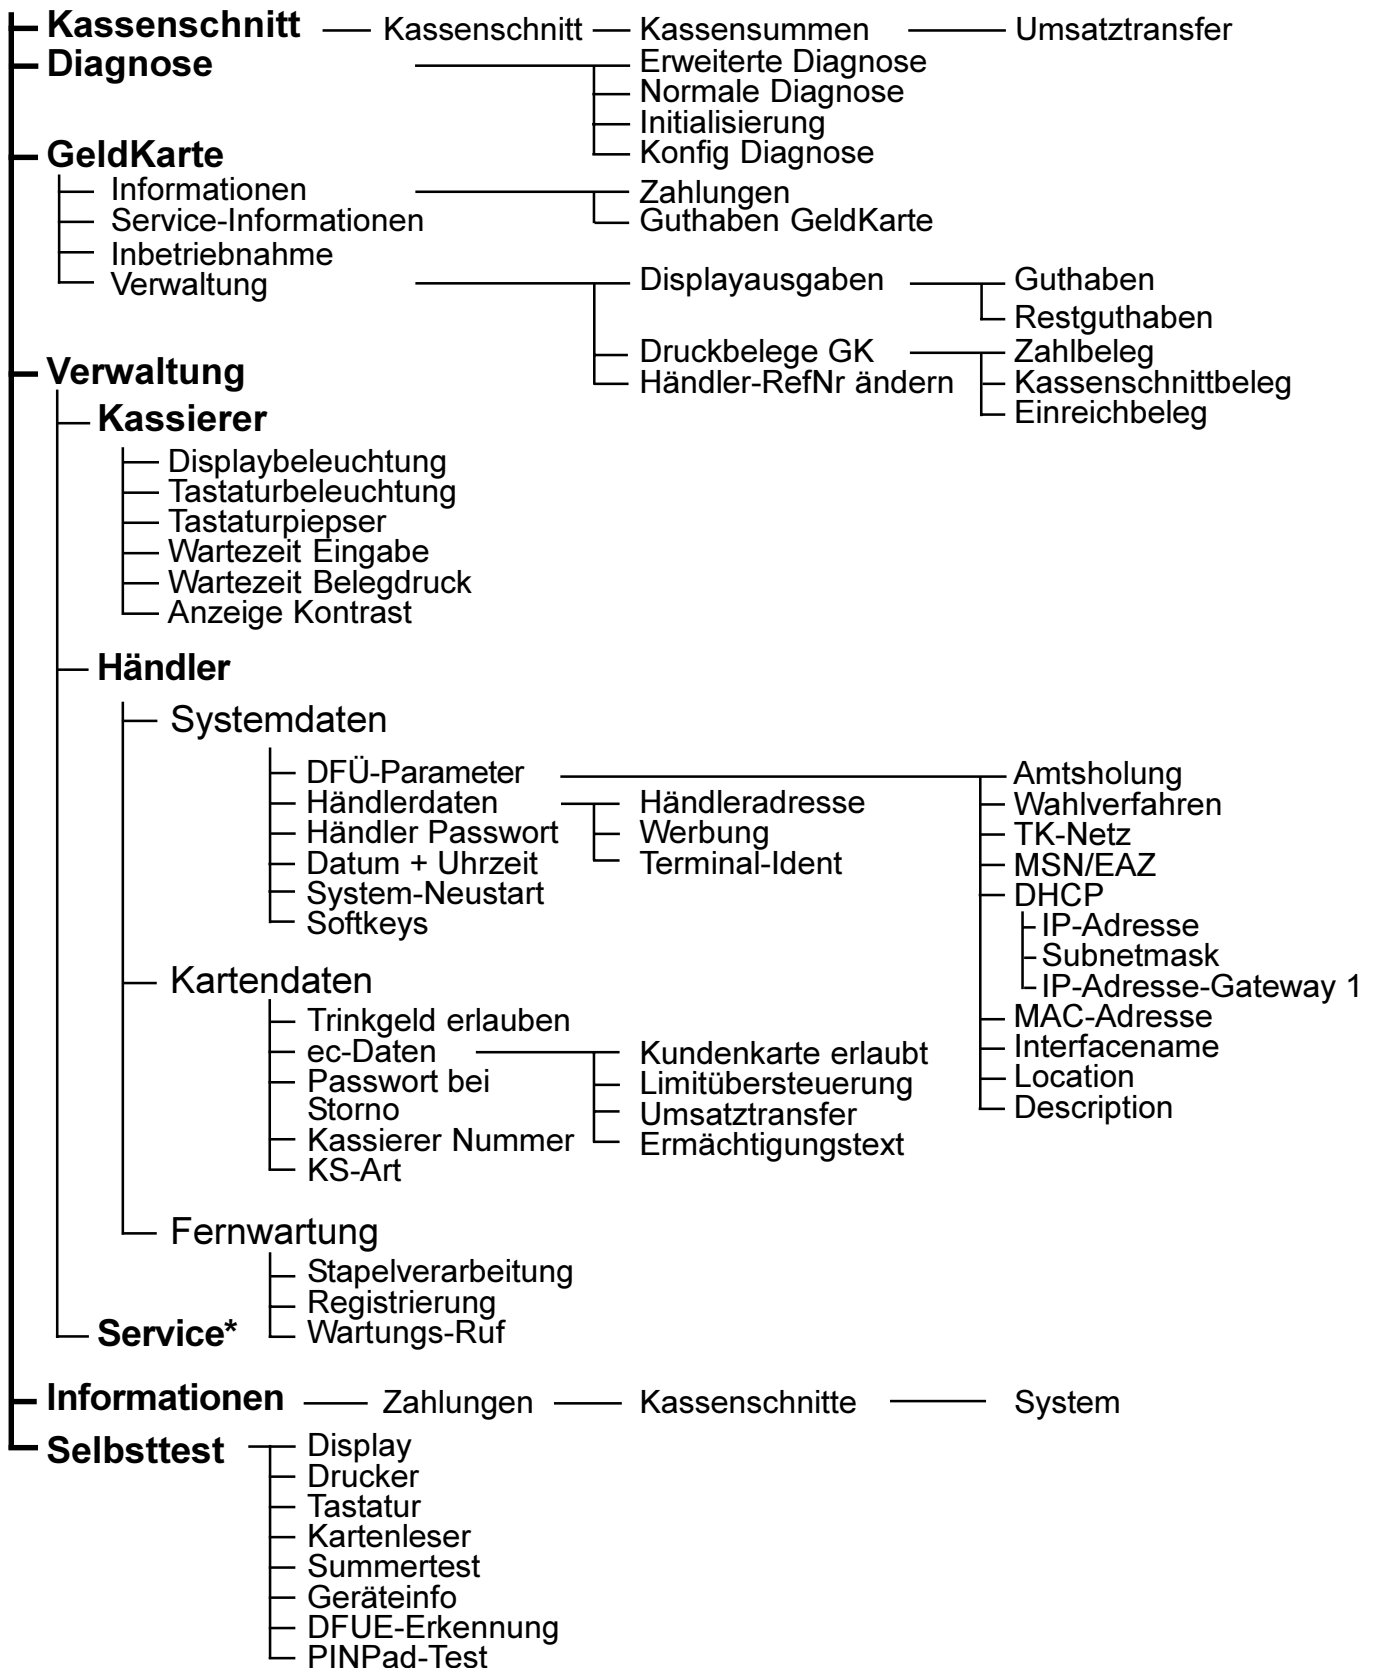 Kassenschnitt Kassenschnitt Kassensummen Umsatztransfer
Diagnose Erweiterte Diagnose
Normale Diagnose
Initialisierung
Konfig Diagnose
GeldKarte
Informationen Zahlungen
Service-Informationen Guthaben GeldKarte
Inbetriebnahme
Verwaltung Displayausgaben Guthaben
Restguthaben
Druckbelege GK Zahlbeleg
Händler-RefNr ändern Kassenschnittbeleg
Einreichbeleg
Verwaltung
Kassierer
Displaybeleuchtung
Tastaturbeleuchtung
Tastaturpiepser
Wartezeit Eingabe
Wartezeit Belegdruck
Anzeige Kontrast
Händler
Systemdaten
DFÜ-Parameter Amtsholung
Händlerdaten Händleradresse Wahlverfahren
Händler Passwort Werbung TK-Netz
Datum + Uhrzeit Terminal-Ident MSN/EAZ
System-Neustart DHCP
Softkeys IP-Adresse
Subnetmask
IP-Adresse-Gateway 1
Kartendaten
Trinkgeld erlauben MAC-Adresse
ec-Daten Kundenkarte erlaubt Interfacename
Passwort bei Limitübersteuerung Location
Storno Umsatztransfer Description
Kassierer Nummer Ermächtigungstext
KS-Art
Fernwartung
Stapelverarbeitung
Registrierung
Wartungs-Ruf
Service*
Informationen Zahlungen Kassenschnitte System
Selbsttest Display
Drucker
Tastatur
Kartenleser
Summertest
Geräteinfo
DFUE-Erkennung
PINPad-Test